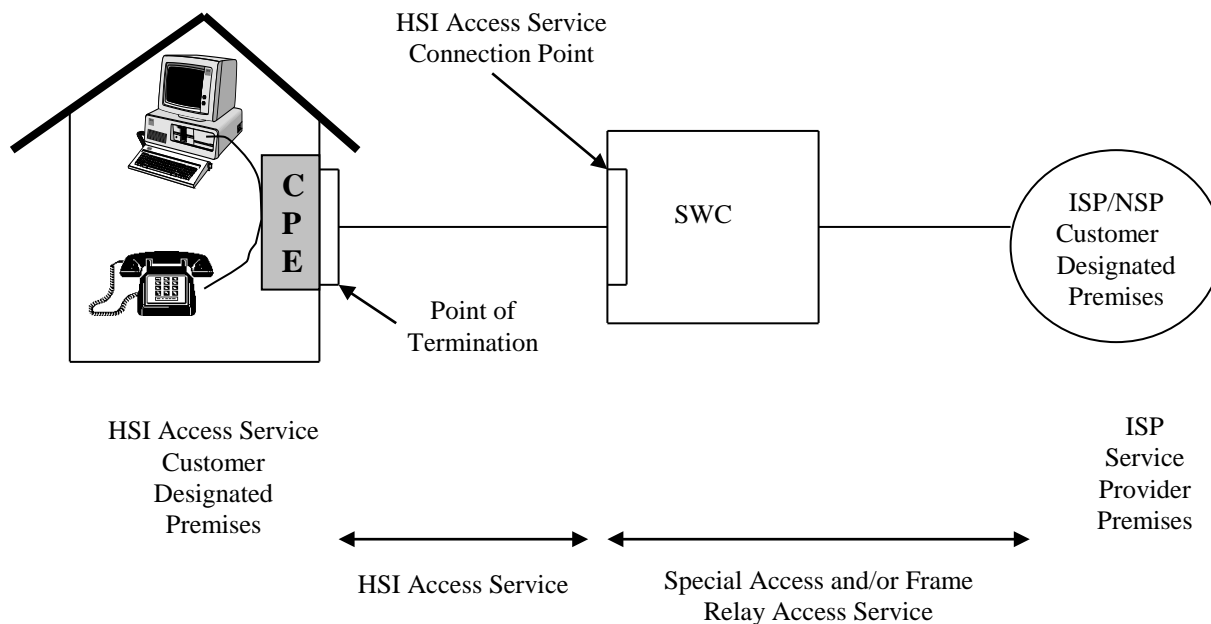 HSI Access Service
Connection Point
C
P
E
SWC
ISP/NSP
Customer
Designated
Premises
Point of
Termination
HSI Access Service
Customer
Designated
Premises
ISP
Service
Provider
Premises
HSI Access Service
Special Access and/or Frame
Relay Access Service